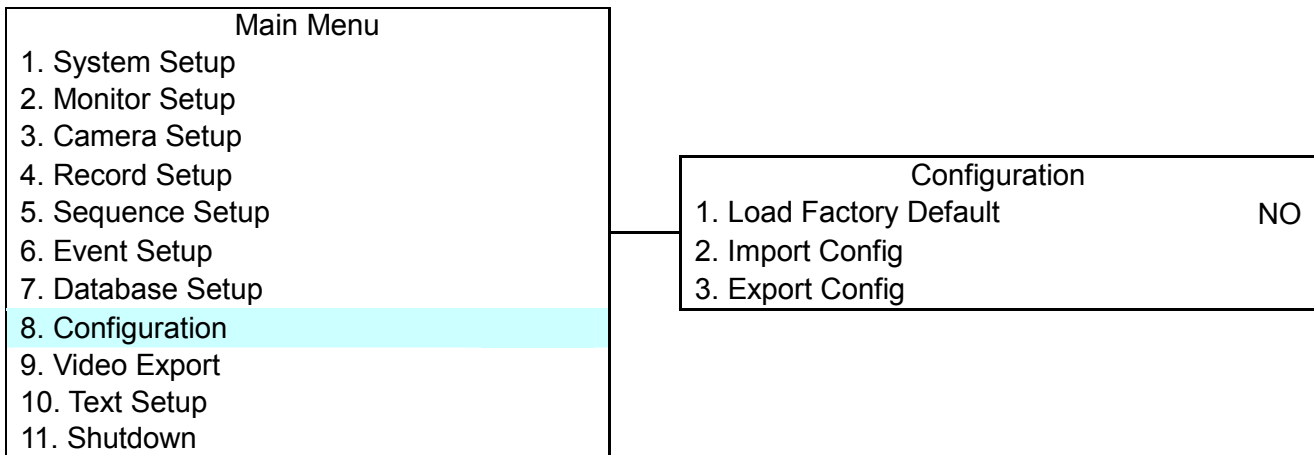 Main Menu
1. System Setup
2. Monitor Setup
3. Camera Setup
4. Record Setup
5. Sequence Setup
6. Event Setup
7. Database Setup
8. Configuration
9. Video Export
10. Text Setup
11. Shutdown
Configuration
1. Load Factory Default NO
2. Import Config
3. Export Config